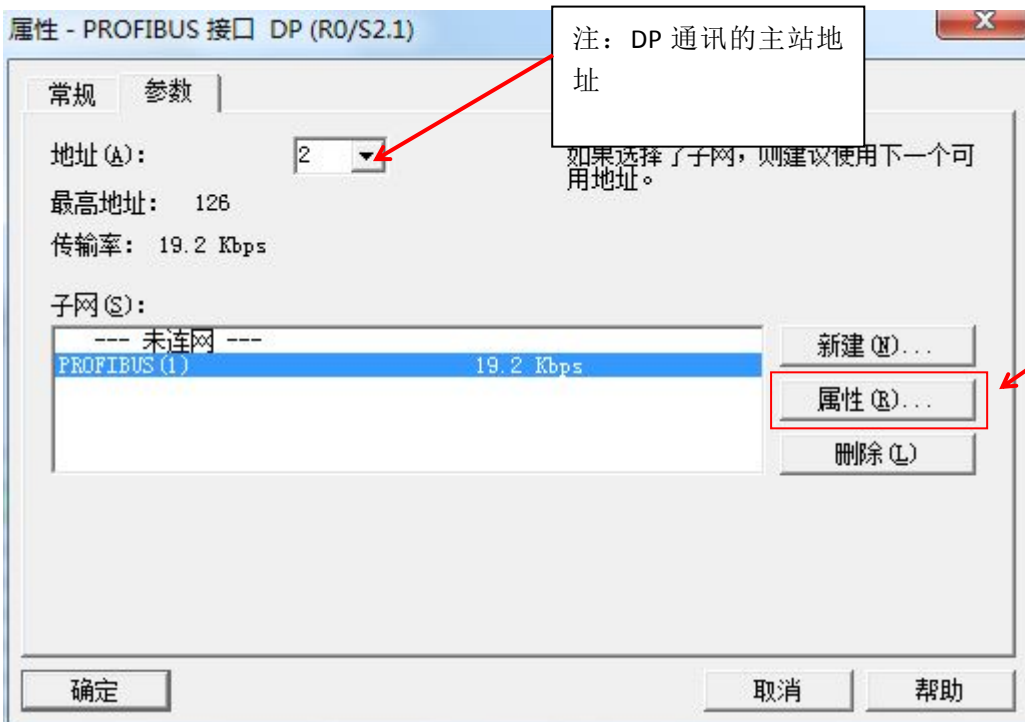 属性 - PROFIBUS 接口 DP (R0/S2.1)
注：DP 通讯的主站地
址
常规 参数
地址(A)： 2
如果选择了子网，则建议使用下一个可
用地址。
最高地址： 126
传输率： 19.2 Kbps
子网(S)：
--- 未连网 ---
PROFIBUS(1) 19.2 Kbps
新建(N)...
属性(R)...
删除(L)
确定 取消 帮助